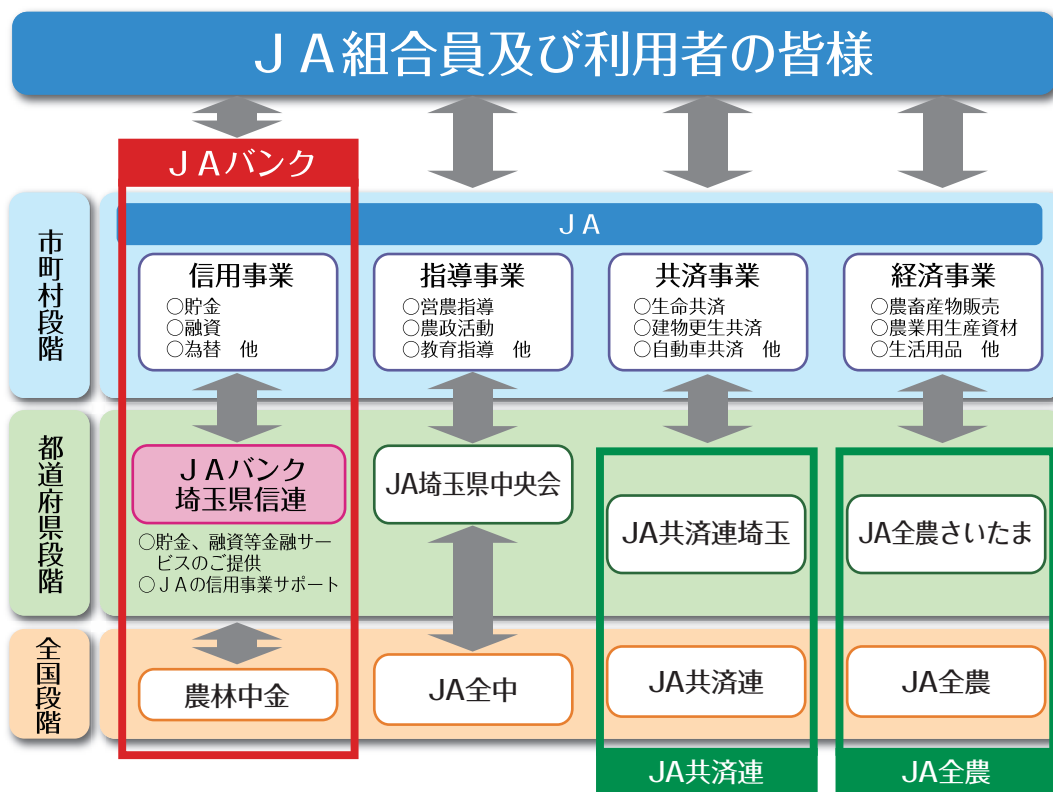 ＪＡ組合員及び利用者の皆様
ＪＡバンク
市町村段階
ＪＡ
信用事業
○貯金
○融資
○為替　他
指導事業
○営農指導
○農政活動
○教育指導　他
共済事業
○生命共済
○建物更生共済
○自動車共済　他
経済事業
○農畜産物販売
○農業用生産資材
○生活用品　他
都道府県段階
ＪＡバンク
埼玉県信連
○貯金、融資等金融サー
ビスのご提供
○ＪＡの信用事業サポート
JA埼玉県中央会
JA共済連埼玉
JA全農さいたま
全国段階
農林中金
JA全中
JA共済連
JA全農
JA共済連
JA全農